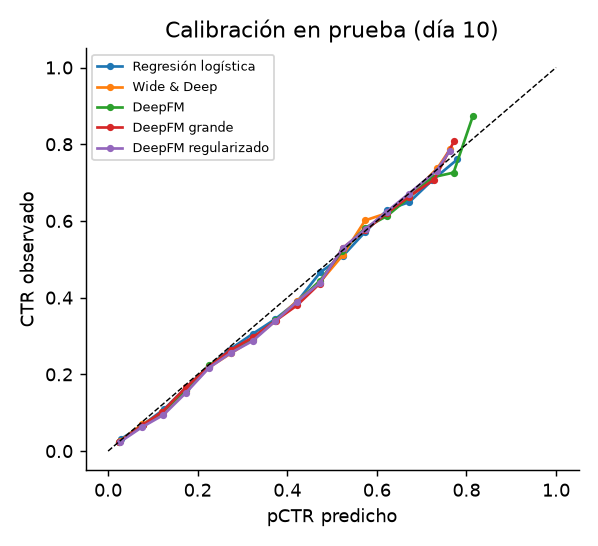 Calibración en prueba (día 10)
Regresión logística
Wide & Deep
DeepFM
DeepFM grande
DeepFM regularizado
CTR observado
1.0
0.8
0.6
0.4
0.2
0.0
0.0 0.2 0.4 0.6 0.8 1.0
pCTR predicho